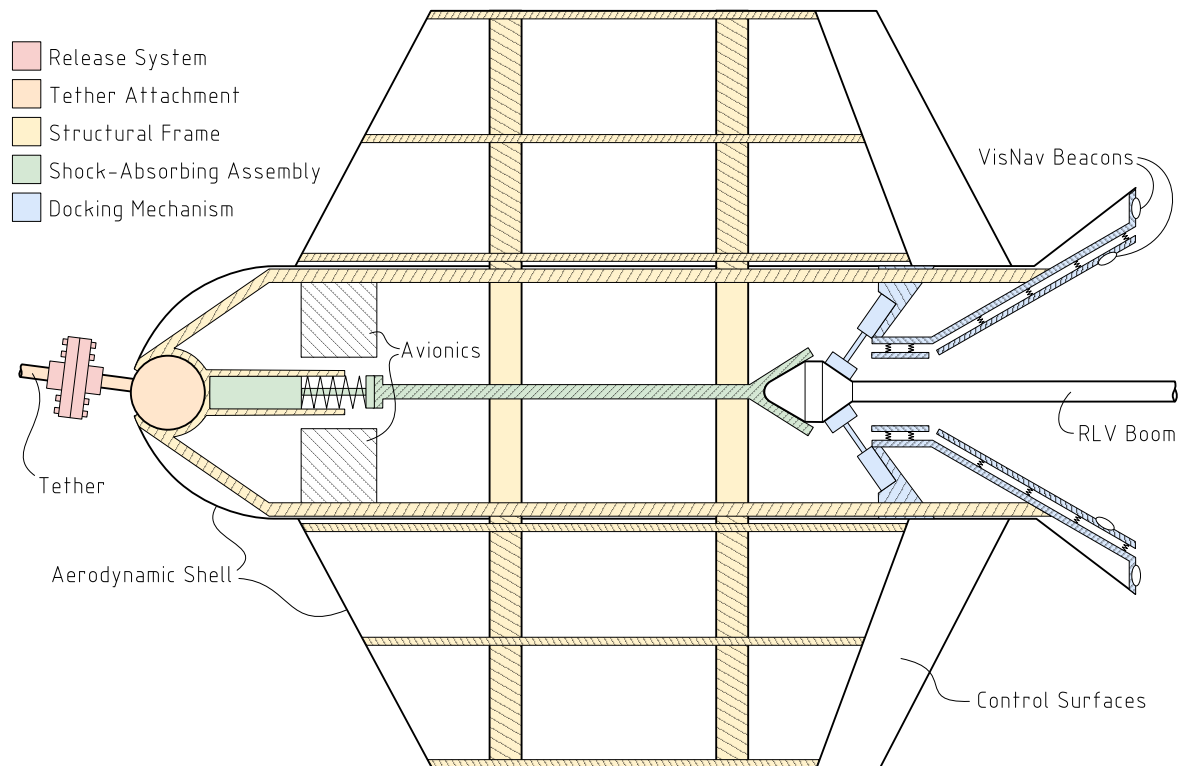 Release System
Tether Attachment
Structural Frame
Shock-Absorbing Assembly
Docking Mechanism
VisNav Beacons
Avionics
RLV Boom
Tether
Aerodynamic Shell
Control Surfaces